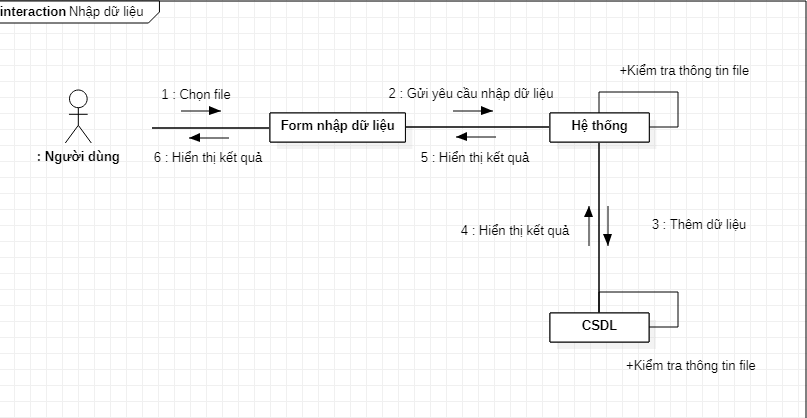 interaction Nhập dữ liệu
+Kiểm tra thông tin file
1 : Chọn file
2 : Gửi yêu cầu nhập dữ liệu
Form nhập dữ liệu
Hệ thống
: Người dùng
6 : Hiển thị kết quả
5 : Hiển thị kết quả
4 : Hiển thị kết quả
3 : Thêm dữ liệu
CSDL
+Kiểm tra thông tin file